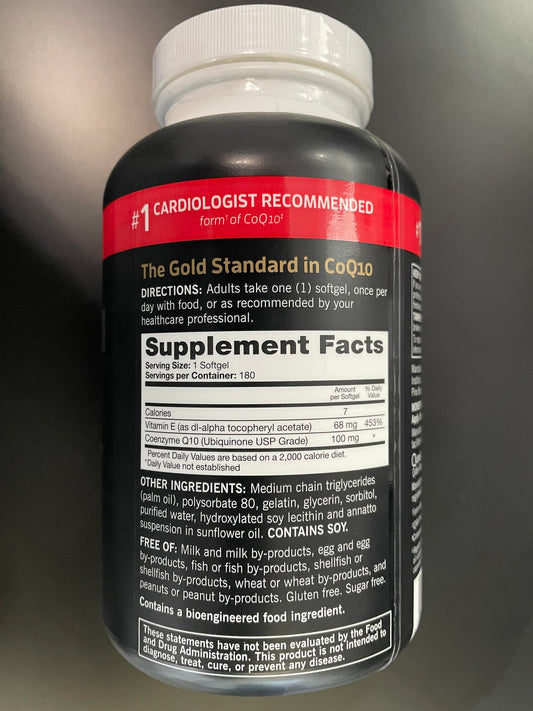 #1 CARDIOLOGIST RECOMMENDED
form† of CoQ10‡
The Gold Standard in CoQ10
DIRECTIONS: Adults take one (1) softgel, once per
day with food, or as recommended by your
healthcare professional.
Supplement Facts
Serving Size: 1 Softgel
Servings per Container: 180
Amount per Softgel % Daily Value
Calories 7
Vitamin E (as dl-alpha tocopheryl acetate) 68 mg 453%
Coenzyme Q10 (Ubiquinone USP Grade) 100 mg *
Percent Daily Values are based on a 2,000 calorie diet.
*Daily Value not established
OTHER INGREDIENTS: Medium chain triglycerides
(palm oil), polysorbate 80, gelatin, glycerin, sorbitol,
purified water, hydroxylated soy lecithin and annatto
suspension in sunflower oil. CONTAINS SOY.
FREE OF: Milk and milk by-products, egg and egg
by-products, fish or fish by-products, shellfish or
shellfish by-products, wheat or wheat by-products, and
peanuts or peanut by-products. Gluten free. Sugar free.
Contains a bioengineered food ingredient.
These statements have not been evaluated by the Food
and Drug Administration. This product is not intended to
diagnose, treat, cure, or prevent any disease.